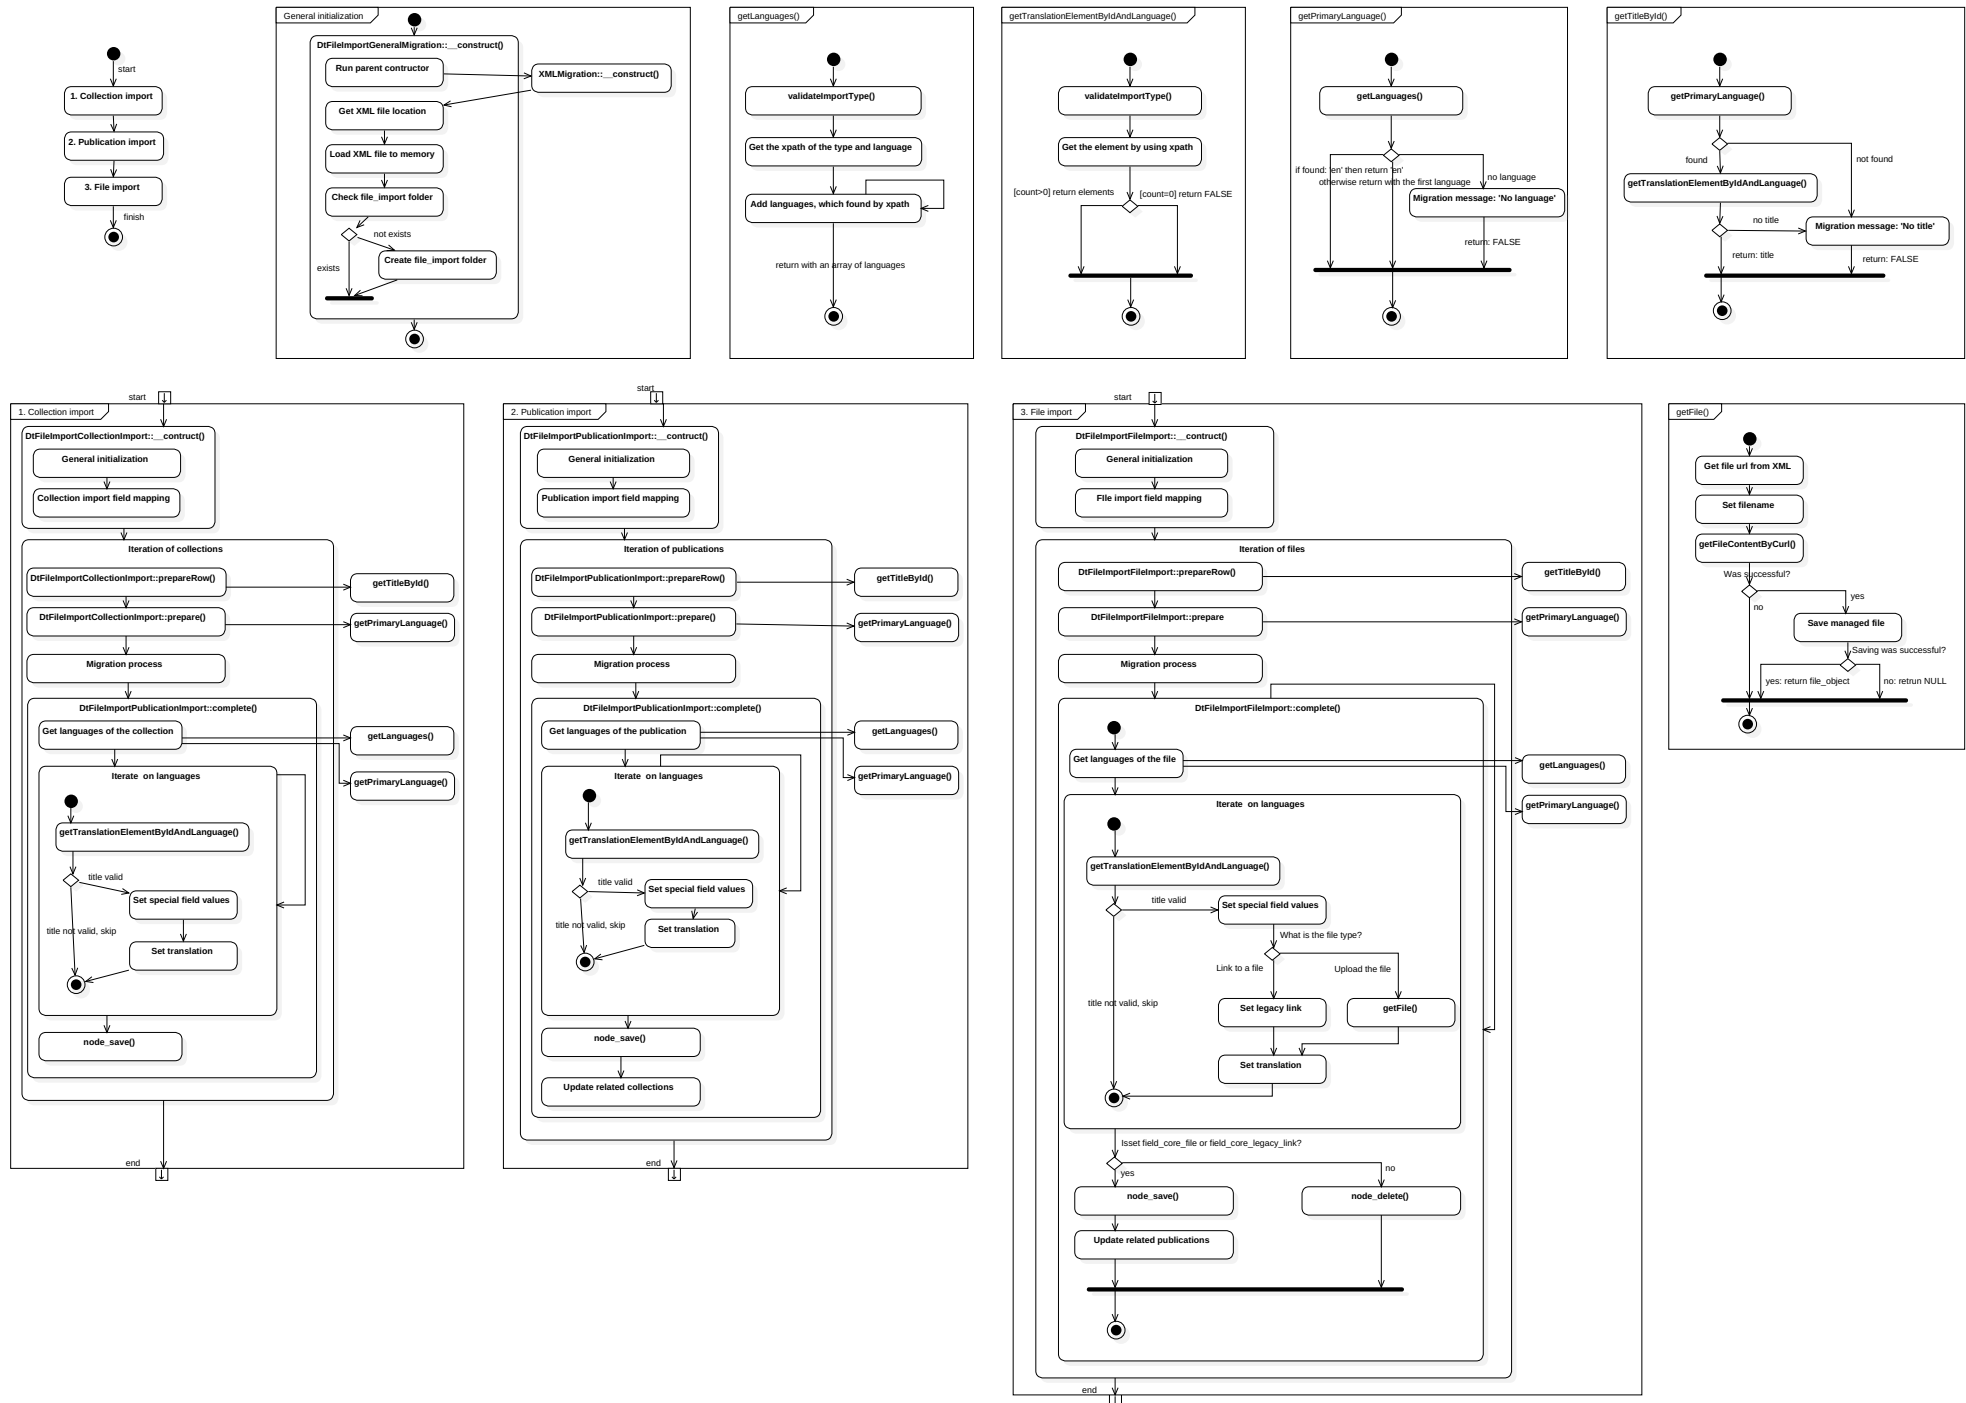 start
1. Collection import
2. Publication import
3. File import
finish
General initialization
DtFileImportGeneralMigration::__construct()
Run parent contructor
XMLMigration::__construct()
Get XML file location
Load XML file to memory
Check file_import folder
not exists
Create file_import folder
exists
getLanguages()
validateImportType()
Get the xpath of the type and language
Add languages, which found by xpath
return with an array of languages
getTranslationElementByIdAndLanguage()
validateImportType()
Get the element by using xpath
[count>0] return elements
[count=0] return FALSE
getPrimaryLanguage()
getLanguages()
if found: 'en' then return 'en'
otherwise return with the first language
no language
Migration message: 'No language'
return: FALSE
getTitleById()
getPrimaryLanguage()
found
not found
getTranslationElementByIdAndLanguage()
no title
Migration message: 'No title'
return: title
return: FALSE
start
1. Collection import
DtFileImportCollectionImport::__contruct()
General initialization
Collection import field mapping
Iteration of collections
DtFileImportCollectionImport::prepareRow()
getTitleById()
DtFileImportCollectionImport::prepare()
getPrimaryLanguage()
Migration process
DtFileImportPublicationImport::complete()
Get languages of the collection
getLanguages()
getPrimaryLanguage()
Iterate  on languages
getTranslationElementByIdAndLanguage()
title valid
Set special field values
title not valid, skip
Set translation
node_save()
end
start
2. Publication import
DtFileImportPublicationImport::__contruct()
General initialization
Publication import field mapping
Iteration of publications
DtFileImportPublicationImport::prepareRow()
getTitleById()
DtFileImportPublicationImport::prepare()
getPrimaryLanguage()
Migration process
DtFileImportPublicationImport::complete()
Get languages of the publication
getLanguages()
getPrimaryLanguage()
Iterate  on languages
getTranslationElementByIdAndLanguage()
title valid
Set special field values
title not valid, skip
Set translation
node_save()
Update related collections
end
start
3. File import
DtFileImportFileImport::__contruct()
General initialization
FIle import field mapping
Iteration of files
DtFileImportFileImport::prepareRow()
getTitleById()
DtFileImportFileImport::prepare
getPrimaryLanguage()
Migration process
DtFileImportFileImport::complete()
Get languages of the file
getLanguages()
getPrimaryLanguage()
Iterate  on languages
getTranslationElementByIdAndLanguage()
title valid
Set special field values
What is the file type?
Link to a file
Upload the file
title not valid, skip
Set legacy link
getFile()
Set translation
Isset field_core_file or field_core_legacy_link?
yes
no
node_save()
node_delete()
Update related publications
end
getFile()
Get file url from XML
Set filename
getFileContentByCurl()
Was successful?
yes
no
Save managed file
Saving was successful?
yes: return file_object
no: retrun NULL